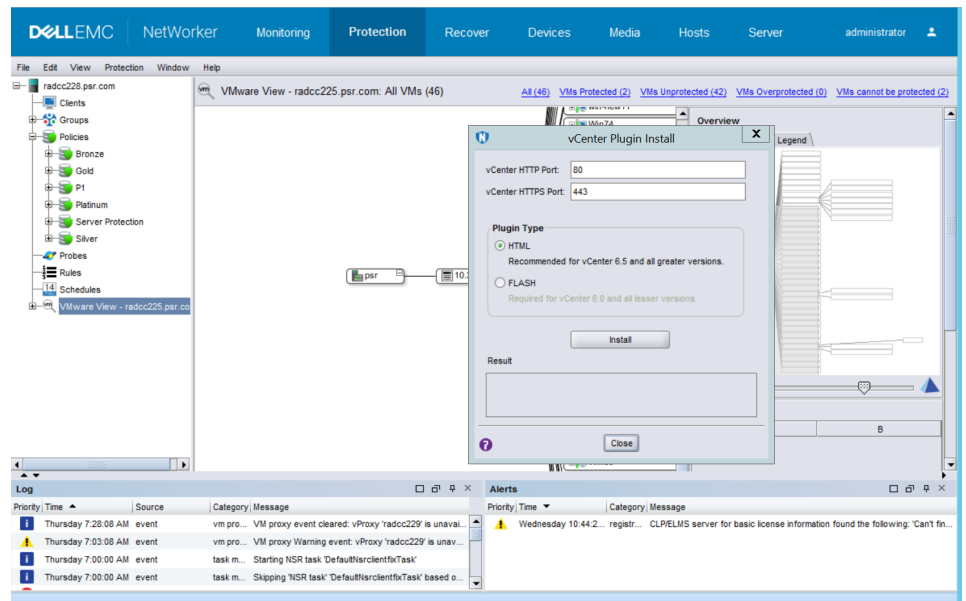 DELLEMC NetWorker Monitoring Protection Recover Devices Media Hosts Server administrator
File Edit View Protection Window Help
radcc228.psr.com
Clients
Groups
Policies
Bronze
Gold
P1
Platinum
Server Protection
Silver
Probes
Rules
14 Schedules
VMware View - radcc225.psr.co
vm VMware View - radcc225.psr.com: All VMs (46)
All (46) VMs Protected (2) VMs Unprotected (42) VMs Overprotected (0) VMs cannot be protected (2)
Win74
Overview
Legend
psr
10.
vCenter Plugin Install X
vCenter HTTP Port: 80
vCenter HTTPS Port: 443
Plugin Type
HTML
Recommended for vCenter 6.5 and all greater versions.
FLASH
Required for vCenter 6.0 and all lesser versions.
Install
Result
? Close
B
Log
Priority Time Source Category Message
i Thursday 7:28:08 AM event vm pro... VM proxy event cleared: vProxy 'radcc229' is unavai...
! Thursday 7:03:08 AM event vm pro... VM proxy Warning event: vProxy 'radcc229' is unav...
i Thursday 7:00:00 AM event task m... Starting NSR task 'DefaultNsrclientfixTask'
i Thursday 7:00:00 AM event task m... Skipping 'NSR task' 'DefaultNsrclientfixTask' based o...
Alerts
Priority Time Category Message
! Wednesday 10:44:2... registr... CLP/ELMS server for basic license information found the following: 'Can't fin...